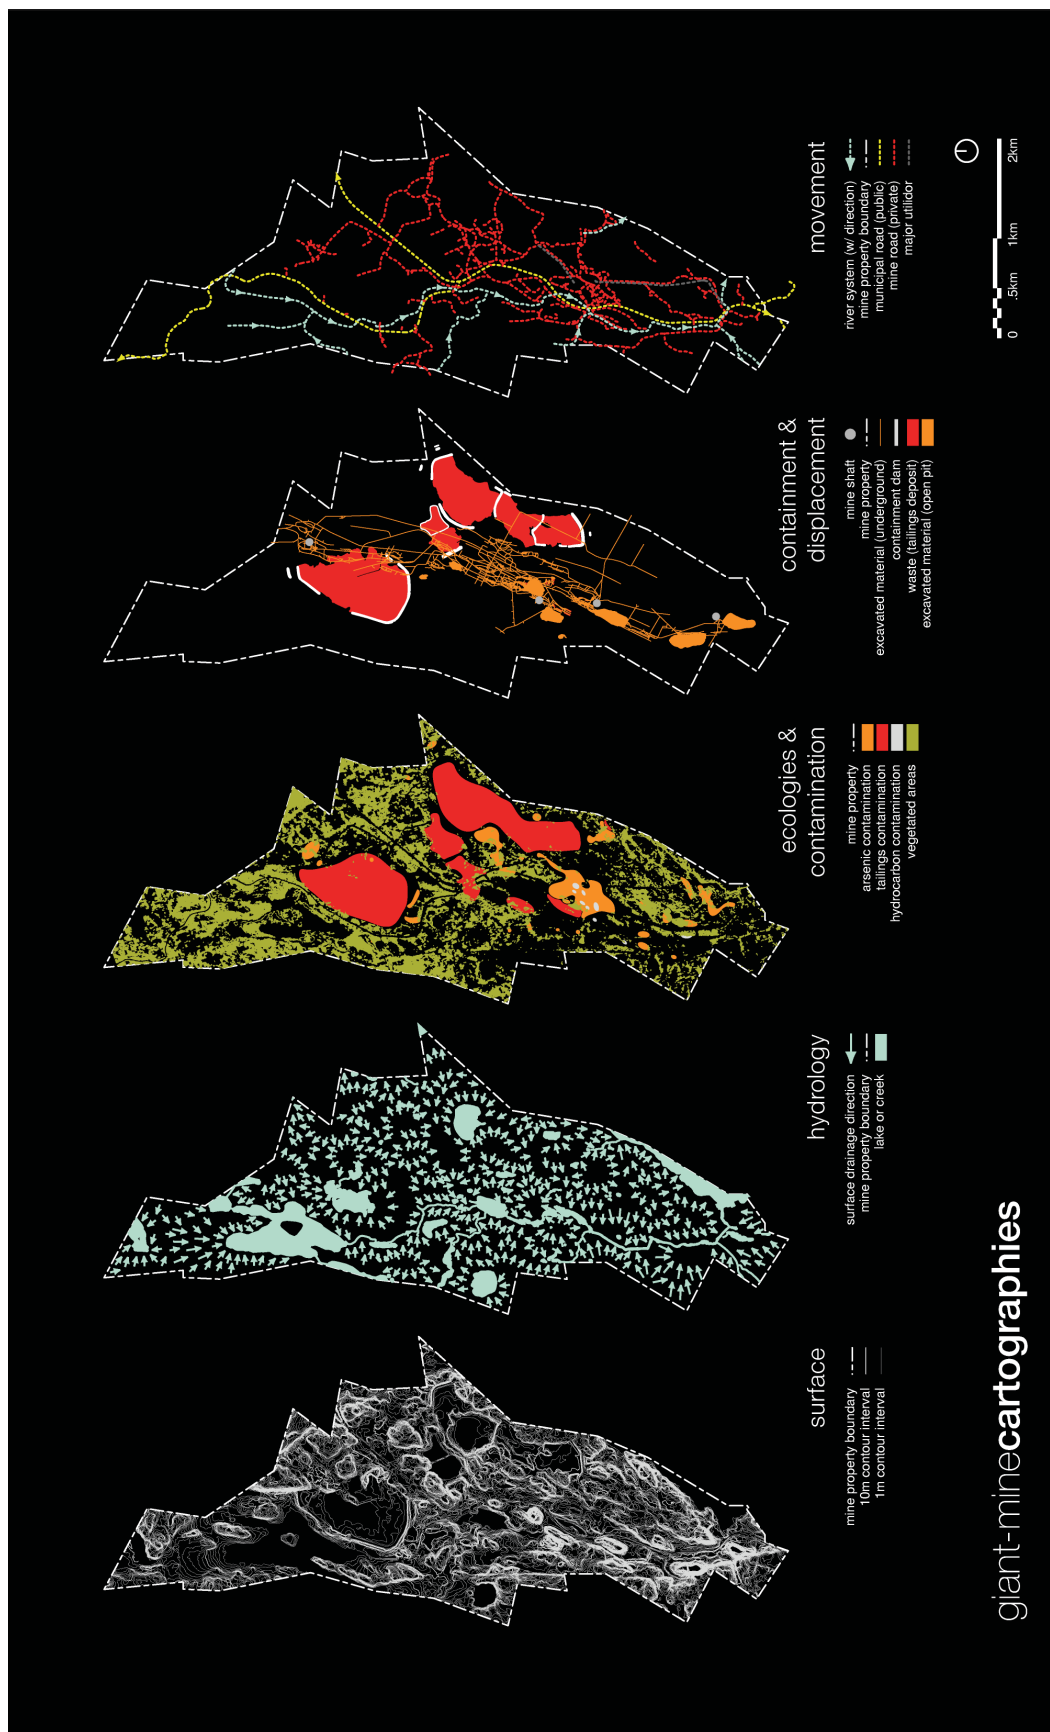 surface
mine property boundary
10m contour interval
1m contour interval
hydrology
surface drainage direction
mine property boundary
lake or creek
ecologies &
contamination
mine property
arsenic contamination
tailings contamination
hydrocarbon contamination
vegetated areas
containment &
displacement
mine shaft
mine property
excavated material (underground)
containment dam
waste (tailings deposit)
excavated material (open pit)
movement
river system (w/ direction)
mine property boundary
municipal road (public)
mine road (private)
major utilidor
0 .5km 1km 2km
giant-minecartographies